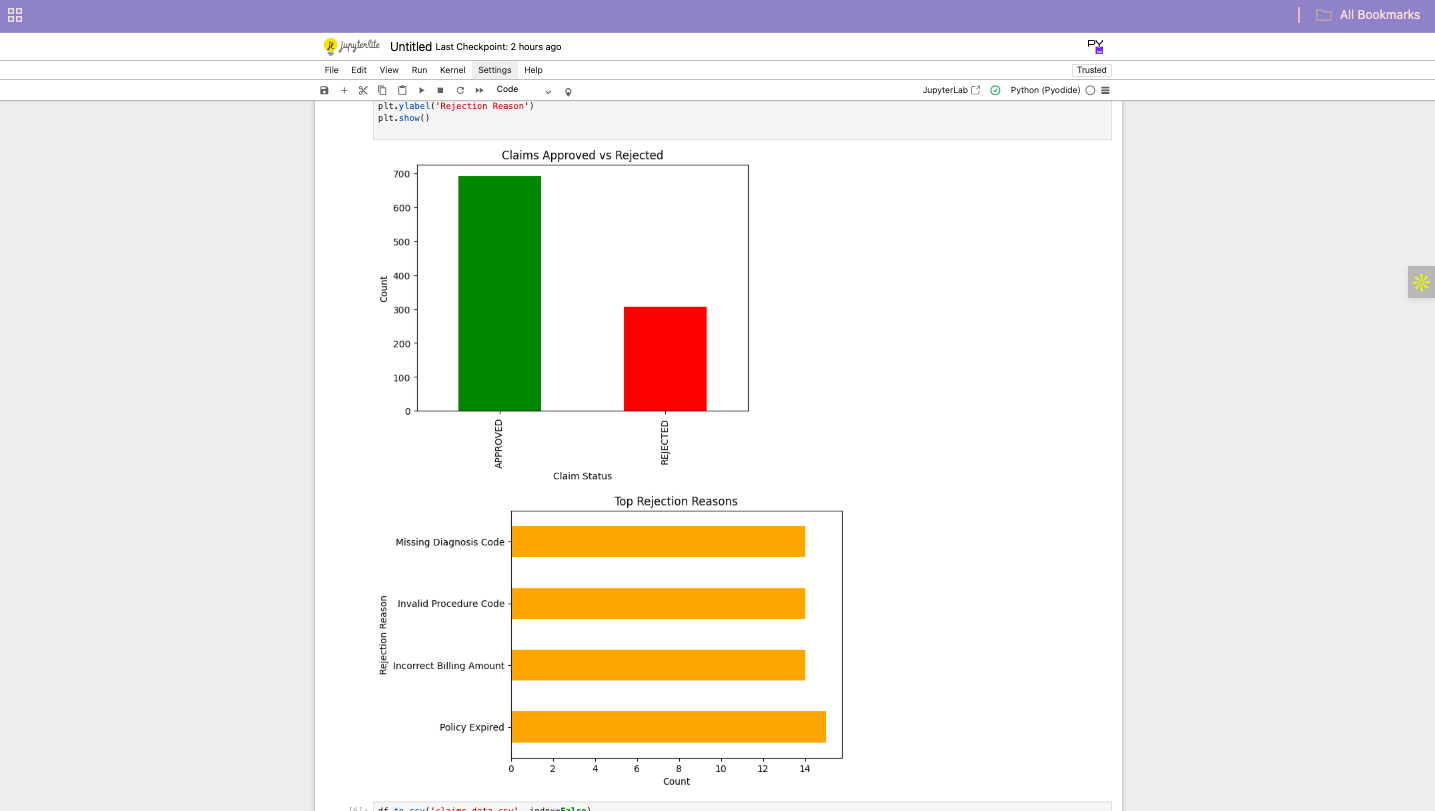 All Bookmarks
jupyterlite Untitled Last Checkpoint: 2 hours ago
File Edit View Run Kernel Settings Help Trusted
Code JupyterLab Python (Pyodide)
plt.ylabel('Rejection Reason')
plt.show()
Claims Approved vs Rejected
700
600
500
400
300
200
100
0
Count
APPROVED REJECTED
Claim Status
Top Rejection Reasons
Missing Diagnosis Code
Invalid Procedure Code
Incorrect Billing Amount
Policy Expired
Rejection Reason
0 2 4 6 8 10 12 14
Count
[6]: df.to_csv('claims_data.csv', index=False)